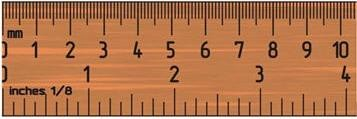 mm
0 1 2 3 4 5 6 7 8 9 10
0 1 2 3 4
inches 1/8